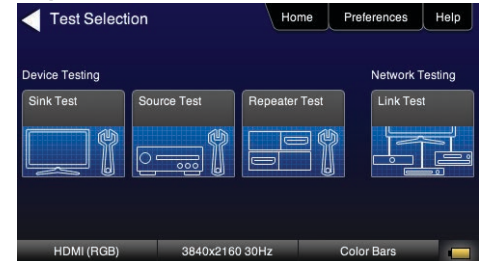 Test Selection Home Preferences Help
Device Testing Network Testing
Sink Test Source Test Repeater Test Link Test
HDMI (RGB) 3840x2160 30Hz Color Bars